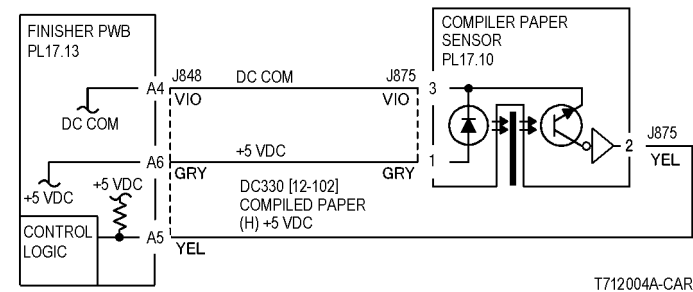 FINISHER PWB
PL17.13
COMPILER PAPER
SENSOR
PL17.10
A4 J848 DC COM J875 3
VIO VIO
DC COM
J875
2
YEL
A6 +5 VDC 1
GRY GRY
+5 VDC
+5 VDC
DC330 [12-102]
COMPILED PAPER
(H) +5 VDC
CONTROL
LOGIC
A5
YEL
T712004A-CAR